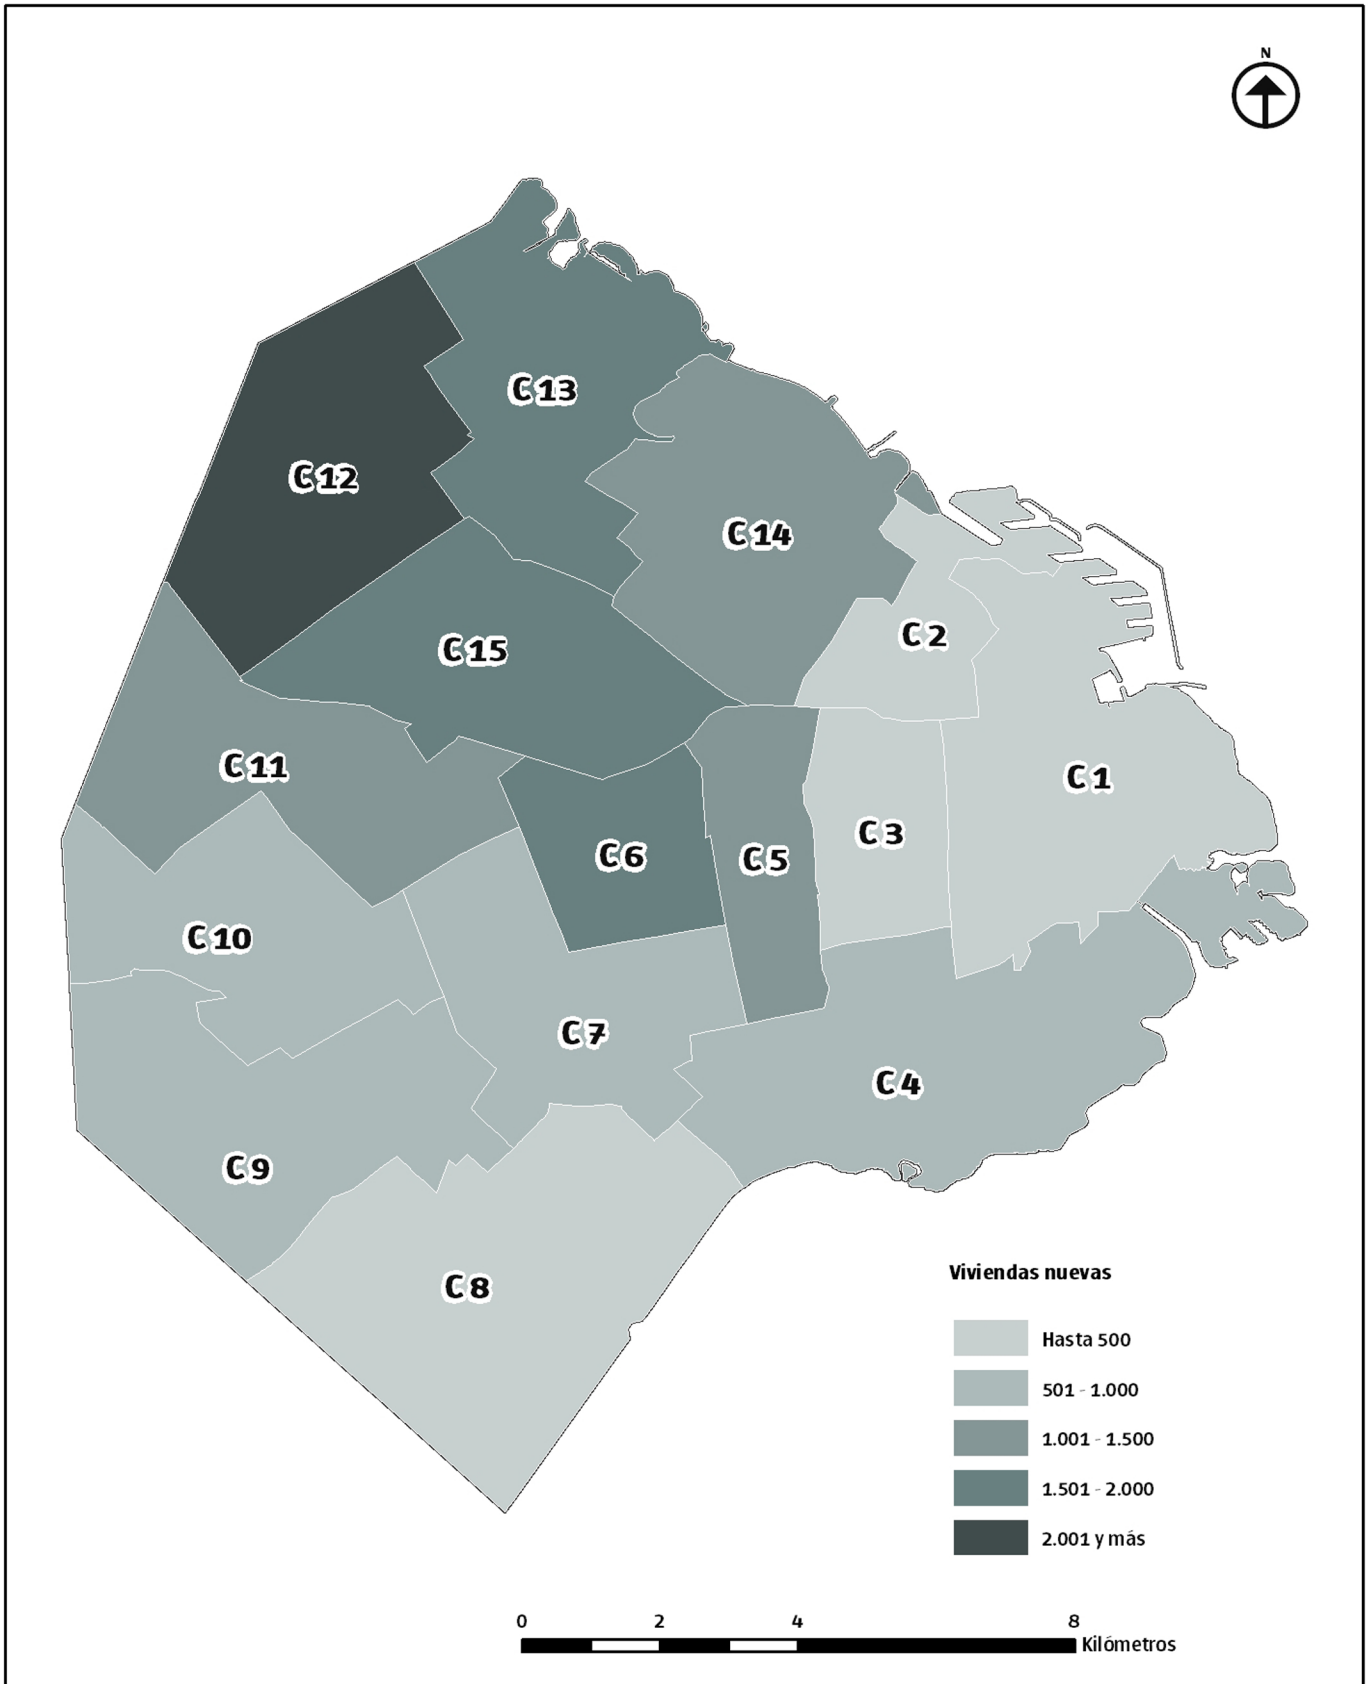 N
C 13
C 12
C 14
C 2
C 15
C 11
C 1
C 3
C 6
C 5
C 10
C 7
C 4
C 9
C 8
Viviendas nuevas
Hasta 500
501 - 1.000
1.001 - 1.500
1.501 - 2.000
2.001 y más
0 2 4 8
Kilómetros